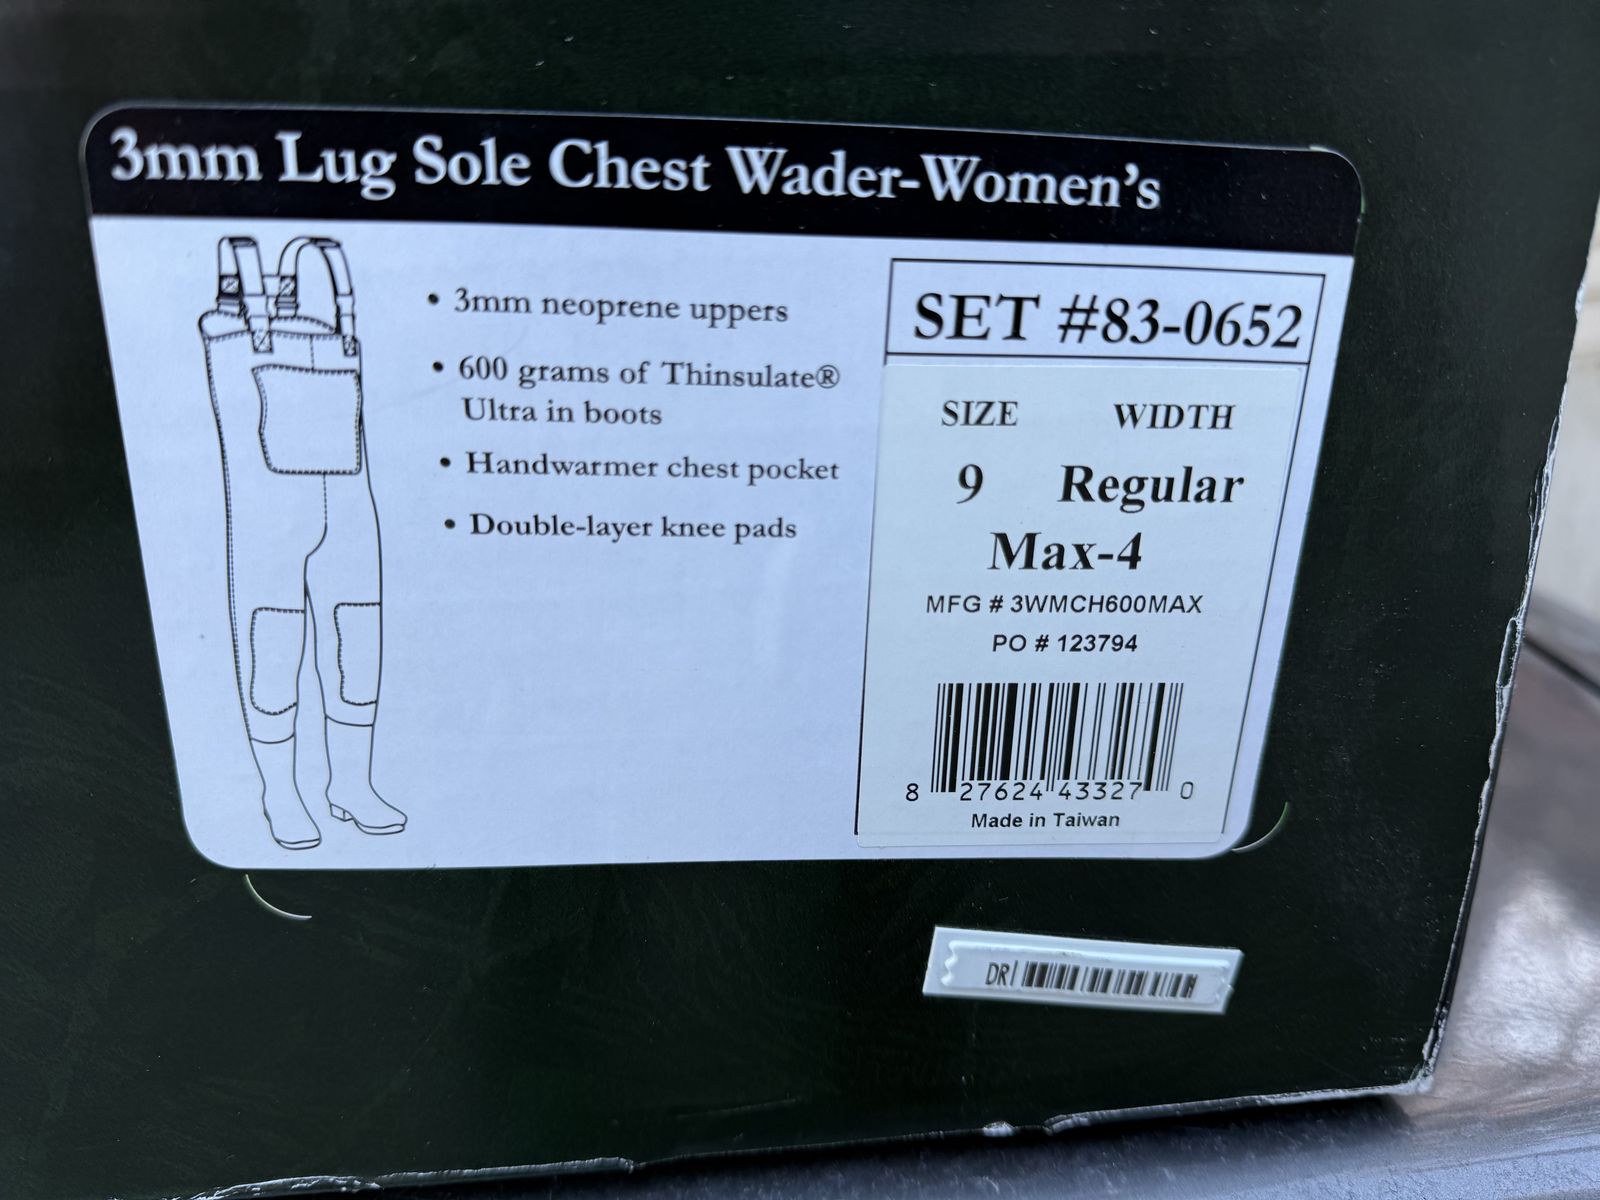 3mm Lug Sole Chest Wader-Women's
• 3mm neoprene uppers
• 600 grams of Thinsulate®
Ultra in boots
• Handwarmer chest pocket
• Double-layer knee pads
SET #83-0652
SIZE WIDTH
9 Regular
Max-4
MFG # 3WMCH600MAX
PO # 123794
8 27624 43327 0
Made in Taiwan
DR